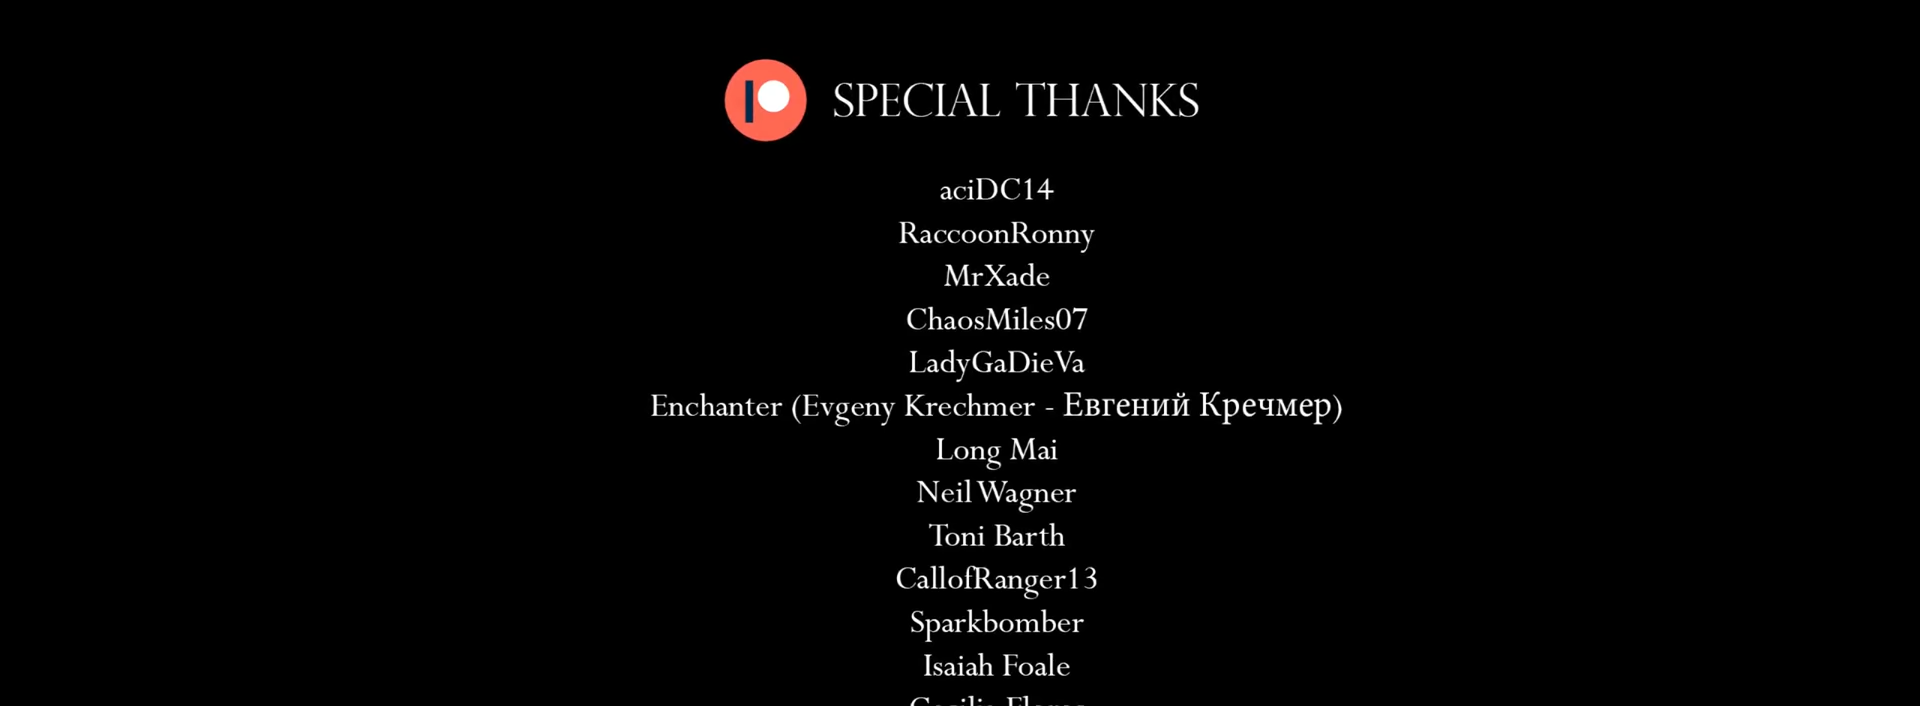 SPECIAL THANKS
aciDC14
RaccoonRonny
MrXade
ChaosMiles07
LadyGaDieVa
Enchanter (Evgeny Krechmer - Евгений Кречмер)
Long Mai
Neil Wagner
Toni Barth
CallofRanger13
Sparkbomber
Isaiah Foale